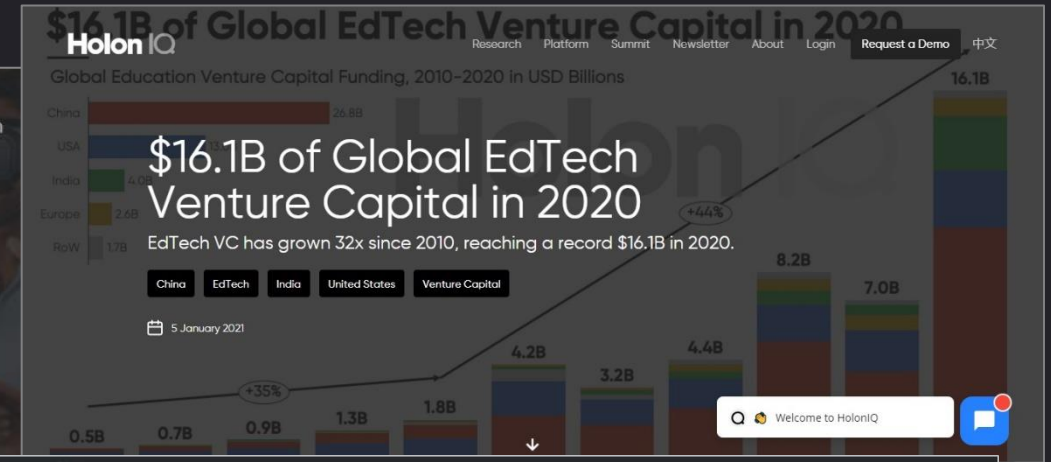 $16.1B of Global EdTech Venture Capital in 2020
Holon IQ
Research Platform Summit Newsletter About Login Request a Demo 中文
Global Education Venture Capital Funding, 2010-2020 in USD Billions
16.1B
China 26.8B
USA
India 4.0B
Europe 2.6B
RoW 1.7B
$16.1B of Global EdTech
Venture Capital in 2020
EdTech VC has grown 32x since 2010, reaching a record $16.1B in 2020.
China EdTech India United States Venture Capital
5 January 2021
HolonIQ
+44%
8.2B
7.0B
4.2B
4.4B
3.2B
+35%
1.8B
1.3B
0.9B
0.7B
0.5B
Welcome to HolonIQ